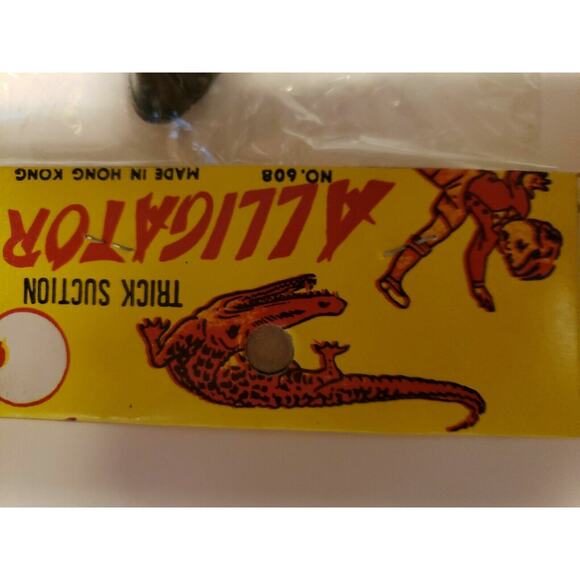 TRICK SUCTION
ALLIGATOR
NO. 608
MADE IN HONG KONG